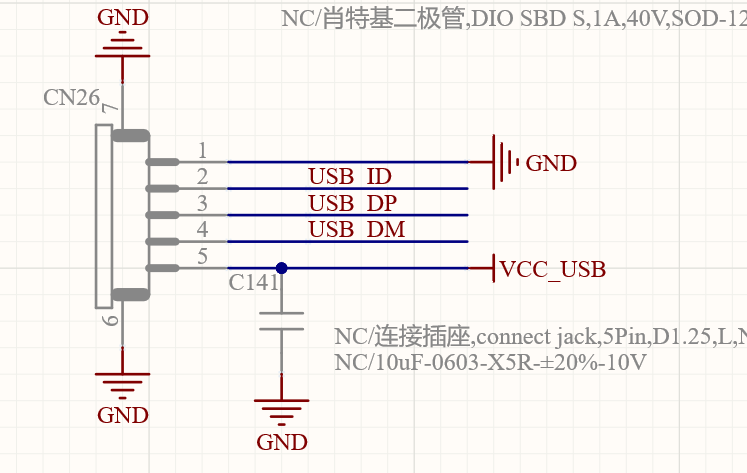 GND
NC/肖特基二极管,DIO SBD S,1A,40V,SOD-12
CN26
7
1
GND
2
USB_ID
3
USB_DP
4
USB_DM
5
VCC_USB
C141
6
NC/连接插座,connect jack,5Pin,D1.25,L,N
NC/10uF-0603-X5R-±20%-10V
GND
GND